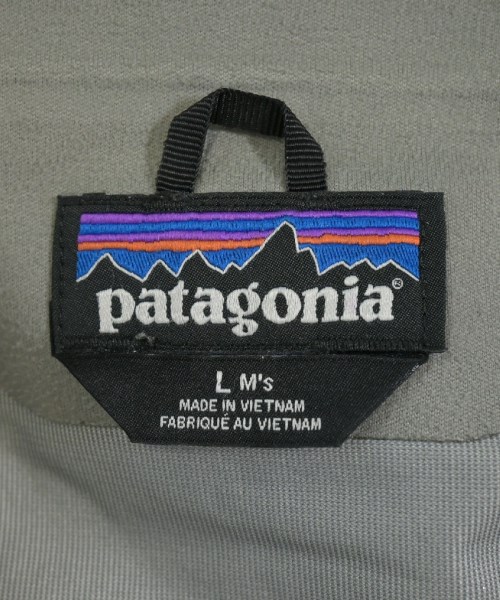 patagonia®
L M's
MADE IN VIETNAM
FABRIQUÉ AU VIETNAM